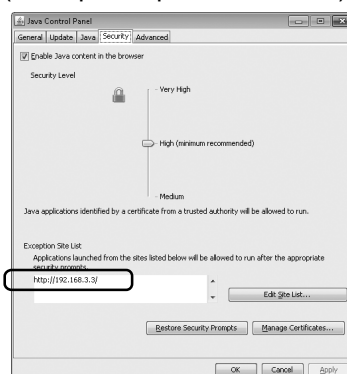 Java Control Panel
General Update Java Security Advanced
Enable Java content in the browser
Security Level
Very High
High (minimum recommended)
Medium
Java applications identified by a certificate from a trusted authority will be allowed to run.
Exception Site List
Applications launched from the sites listed below will be allowed to run after the appropriate
security prompts.
http://192.168.3.3/
Edit Site List...
Restore Security Prompts Manage Certificates...
OK Cancel Apply